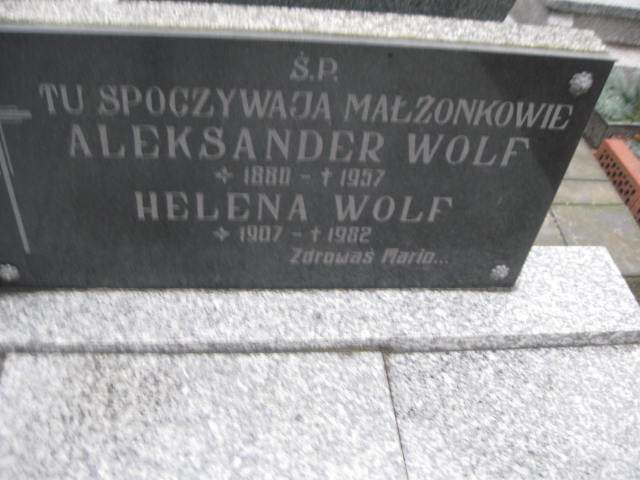 Ś.P.
TU SPOCZYWAJĄ MAŁŻONKOWIE
ALEKSANDER WOLF
✢ 1880 - † 1957
HELENA WOLF
✢ 1907 - † 1982
Zdrowaś Mario...